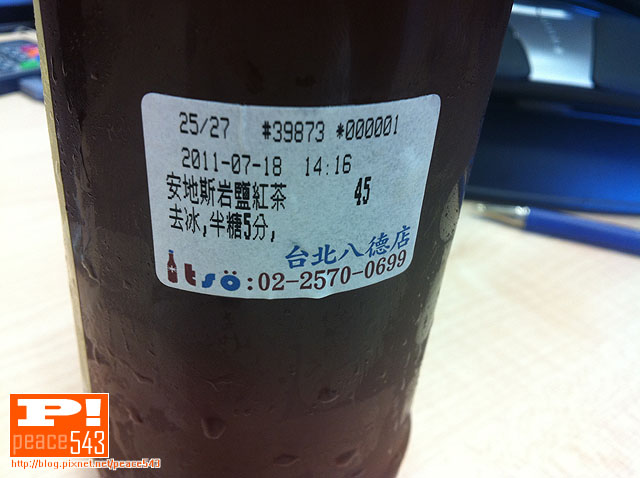 25/27 #39873 *000001
2011-07-18 14:16
安地斯岩鹽紅茶 45
去冰,半糖5分,
台北八德店
itsö:02-2570-0699
P!
peace543
http://blog.pixnet.net/peace543